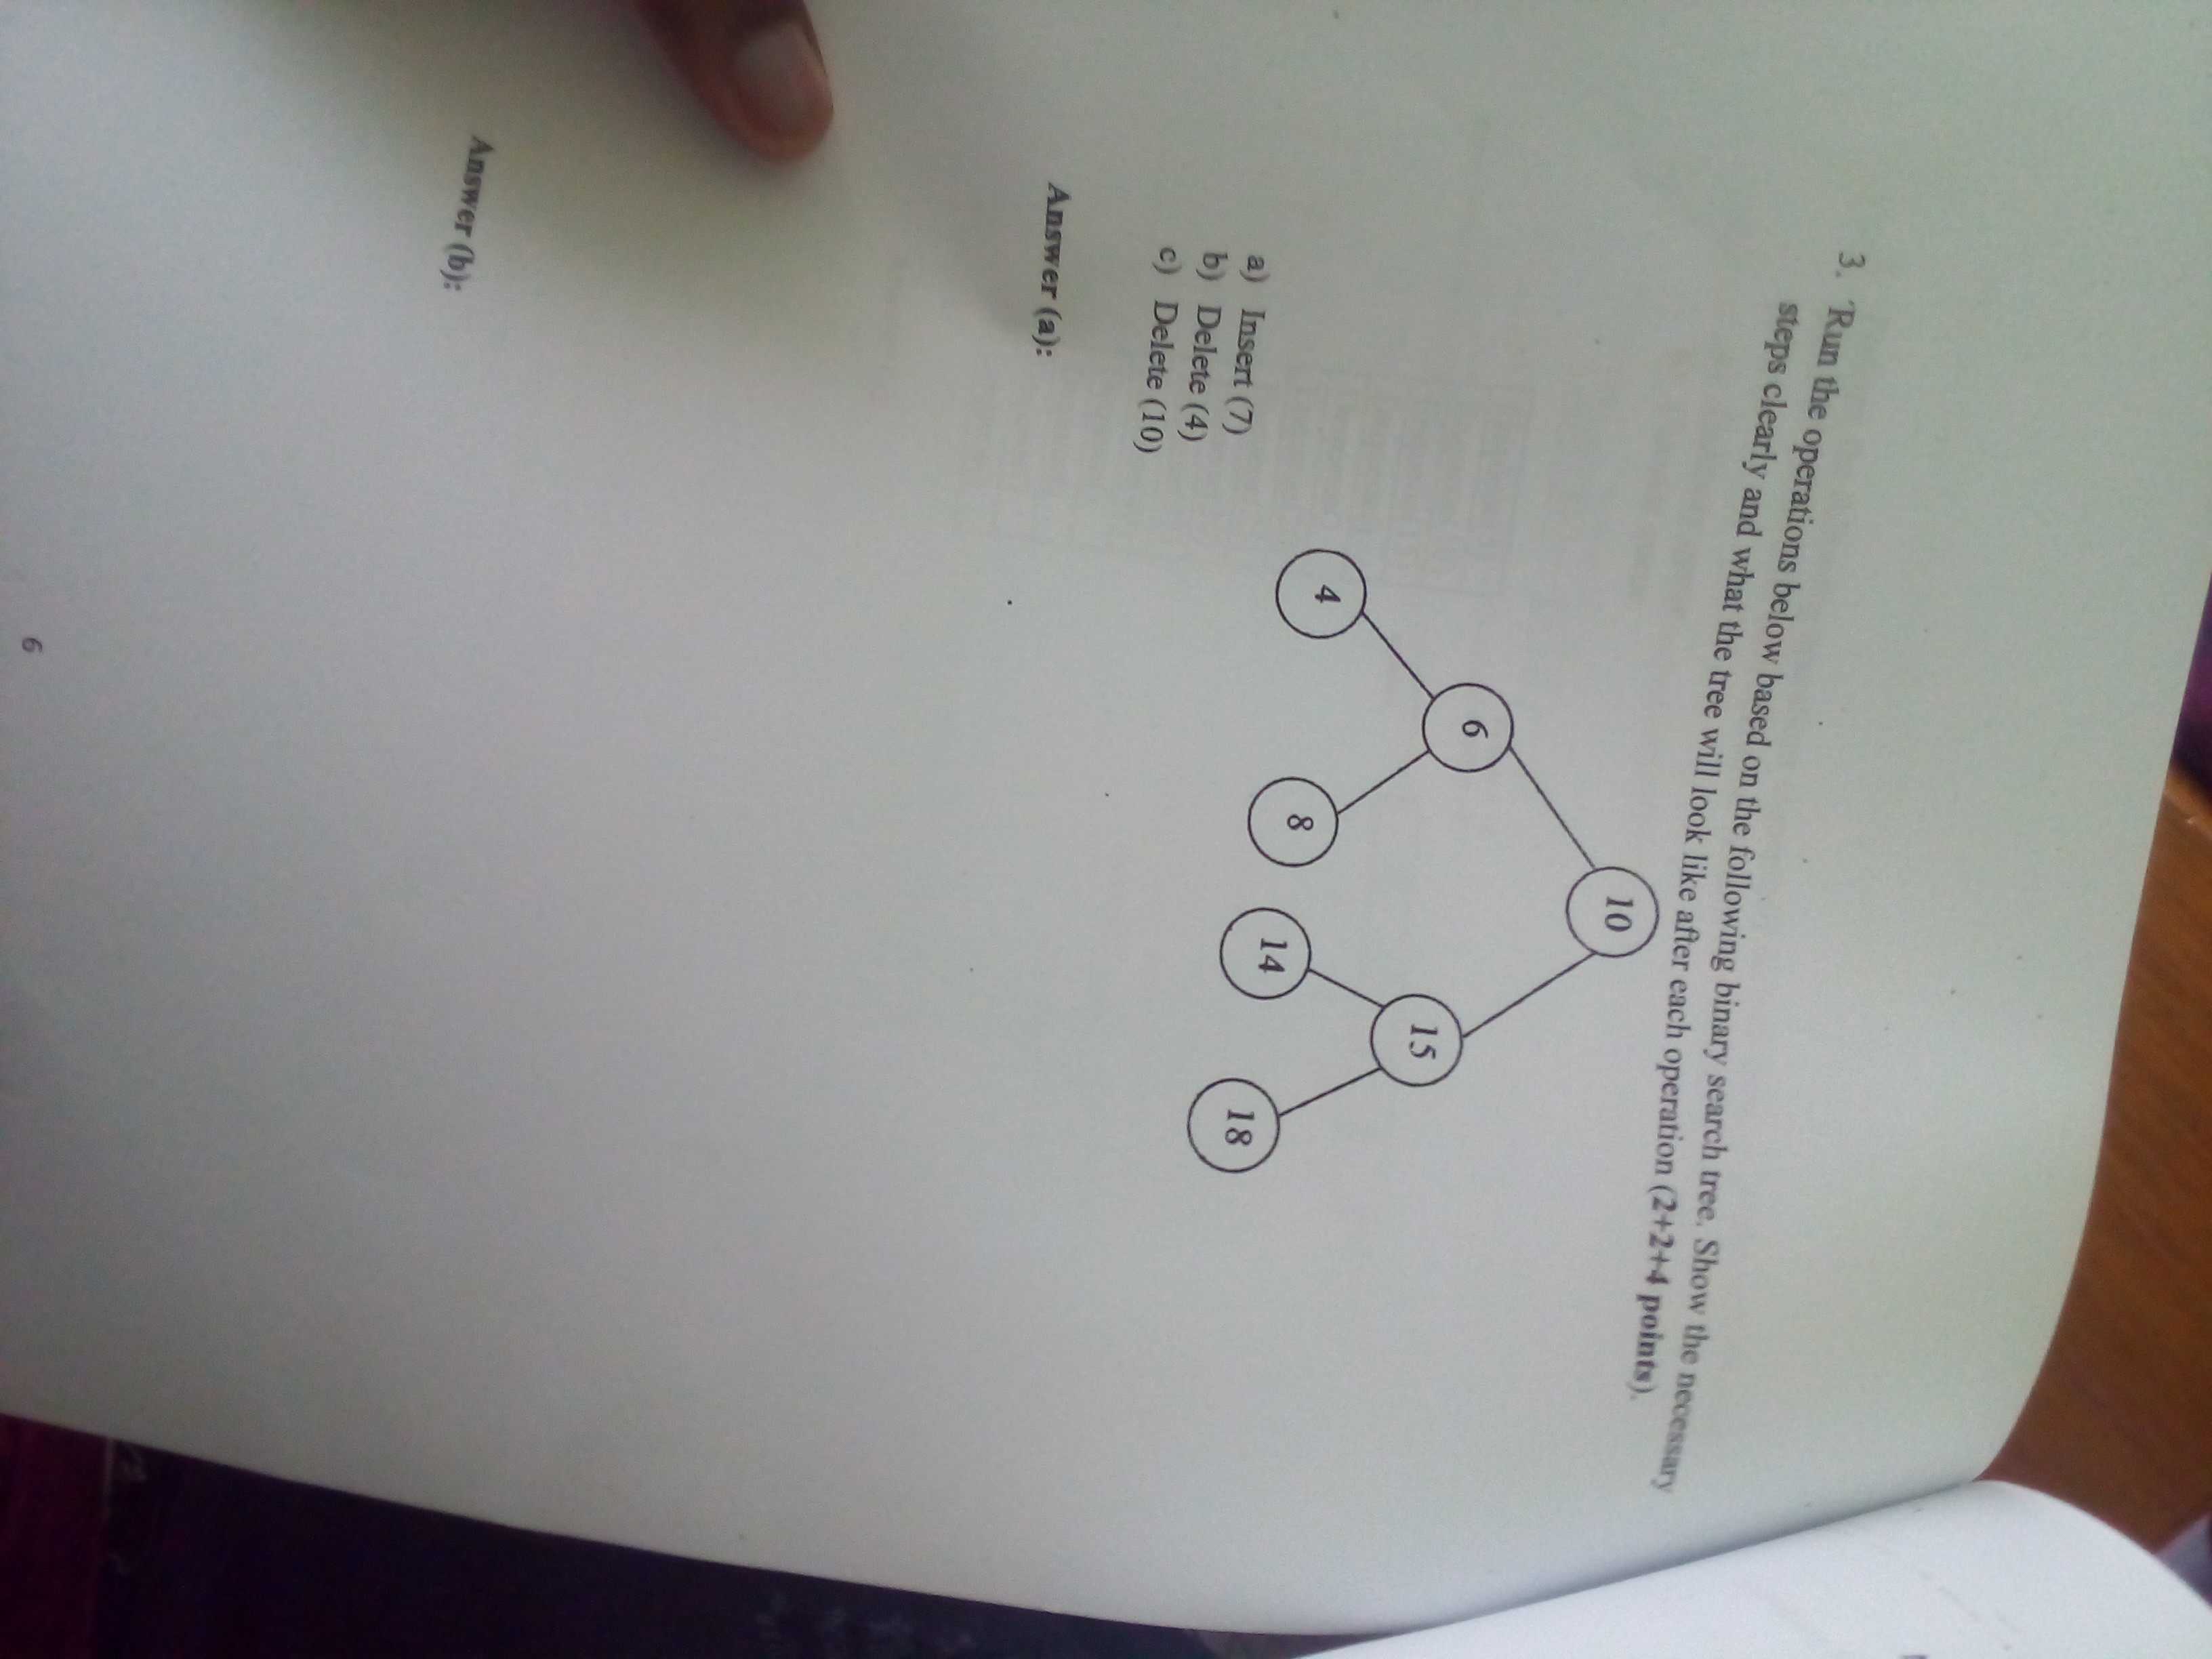 3. Run the operations below based on the following binary search tree. Show the necessary
steps clearly and what the tree will look like after each operation (2+2+4 points).
10
6
15
4
8
14
18
a) Insert (7)
b) Delete (4)
c) Delete (10)
Answer (a):
Answer (b):
6